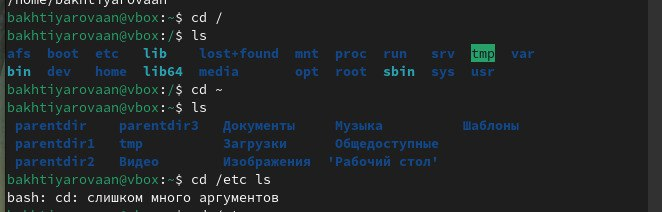 /home/bakhtiyarovaan
bakhtiyarovaan@vbox:~$ cd /
bakhtiyarovaan@vbox:/$ ls
afs boot etc lib lost+found mnt proc run srv tmp var
bin dev home lib64 media opt root sbin sys usr
bakhtiyarovaan@vbox:/$ cd ~
bakhtiyarovaan@vbox:~$ ls
parentdir parentdir3 Документы Музыка Шаблоны
parentdir1 tmp Загрузки Общедоступные
parentdir2 Видео Изображения 'Рабочий стол'
bakhtiyarovaan@vbox:~$ cd /etc ls
bash: cd: слишком много аргументов